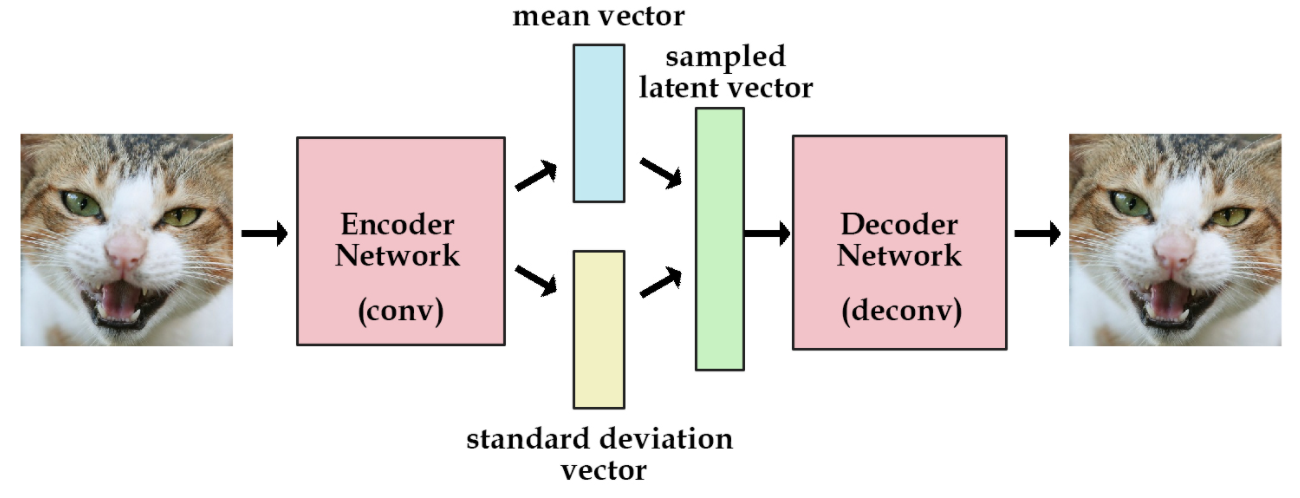 mean vector
sampled
latent vector
Encoder
Network
(conv)
Decoder
Network
(deconv)
standard deviation
vector